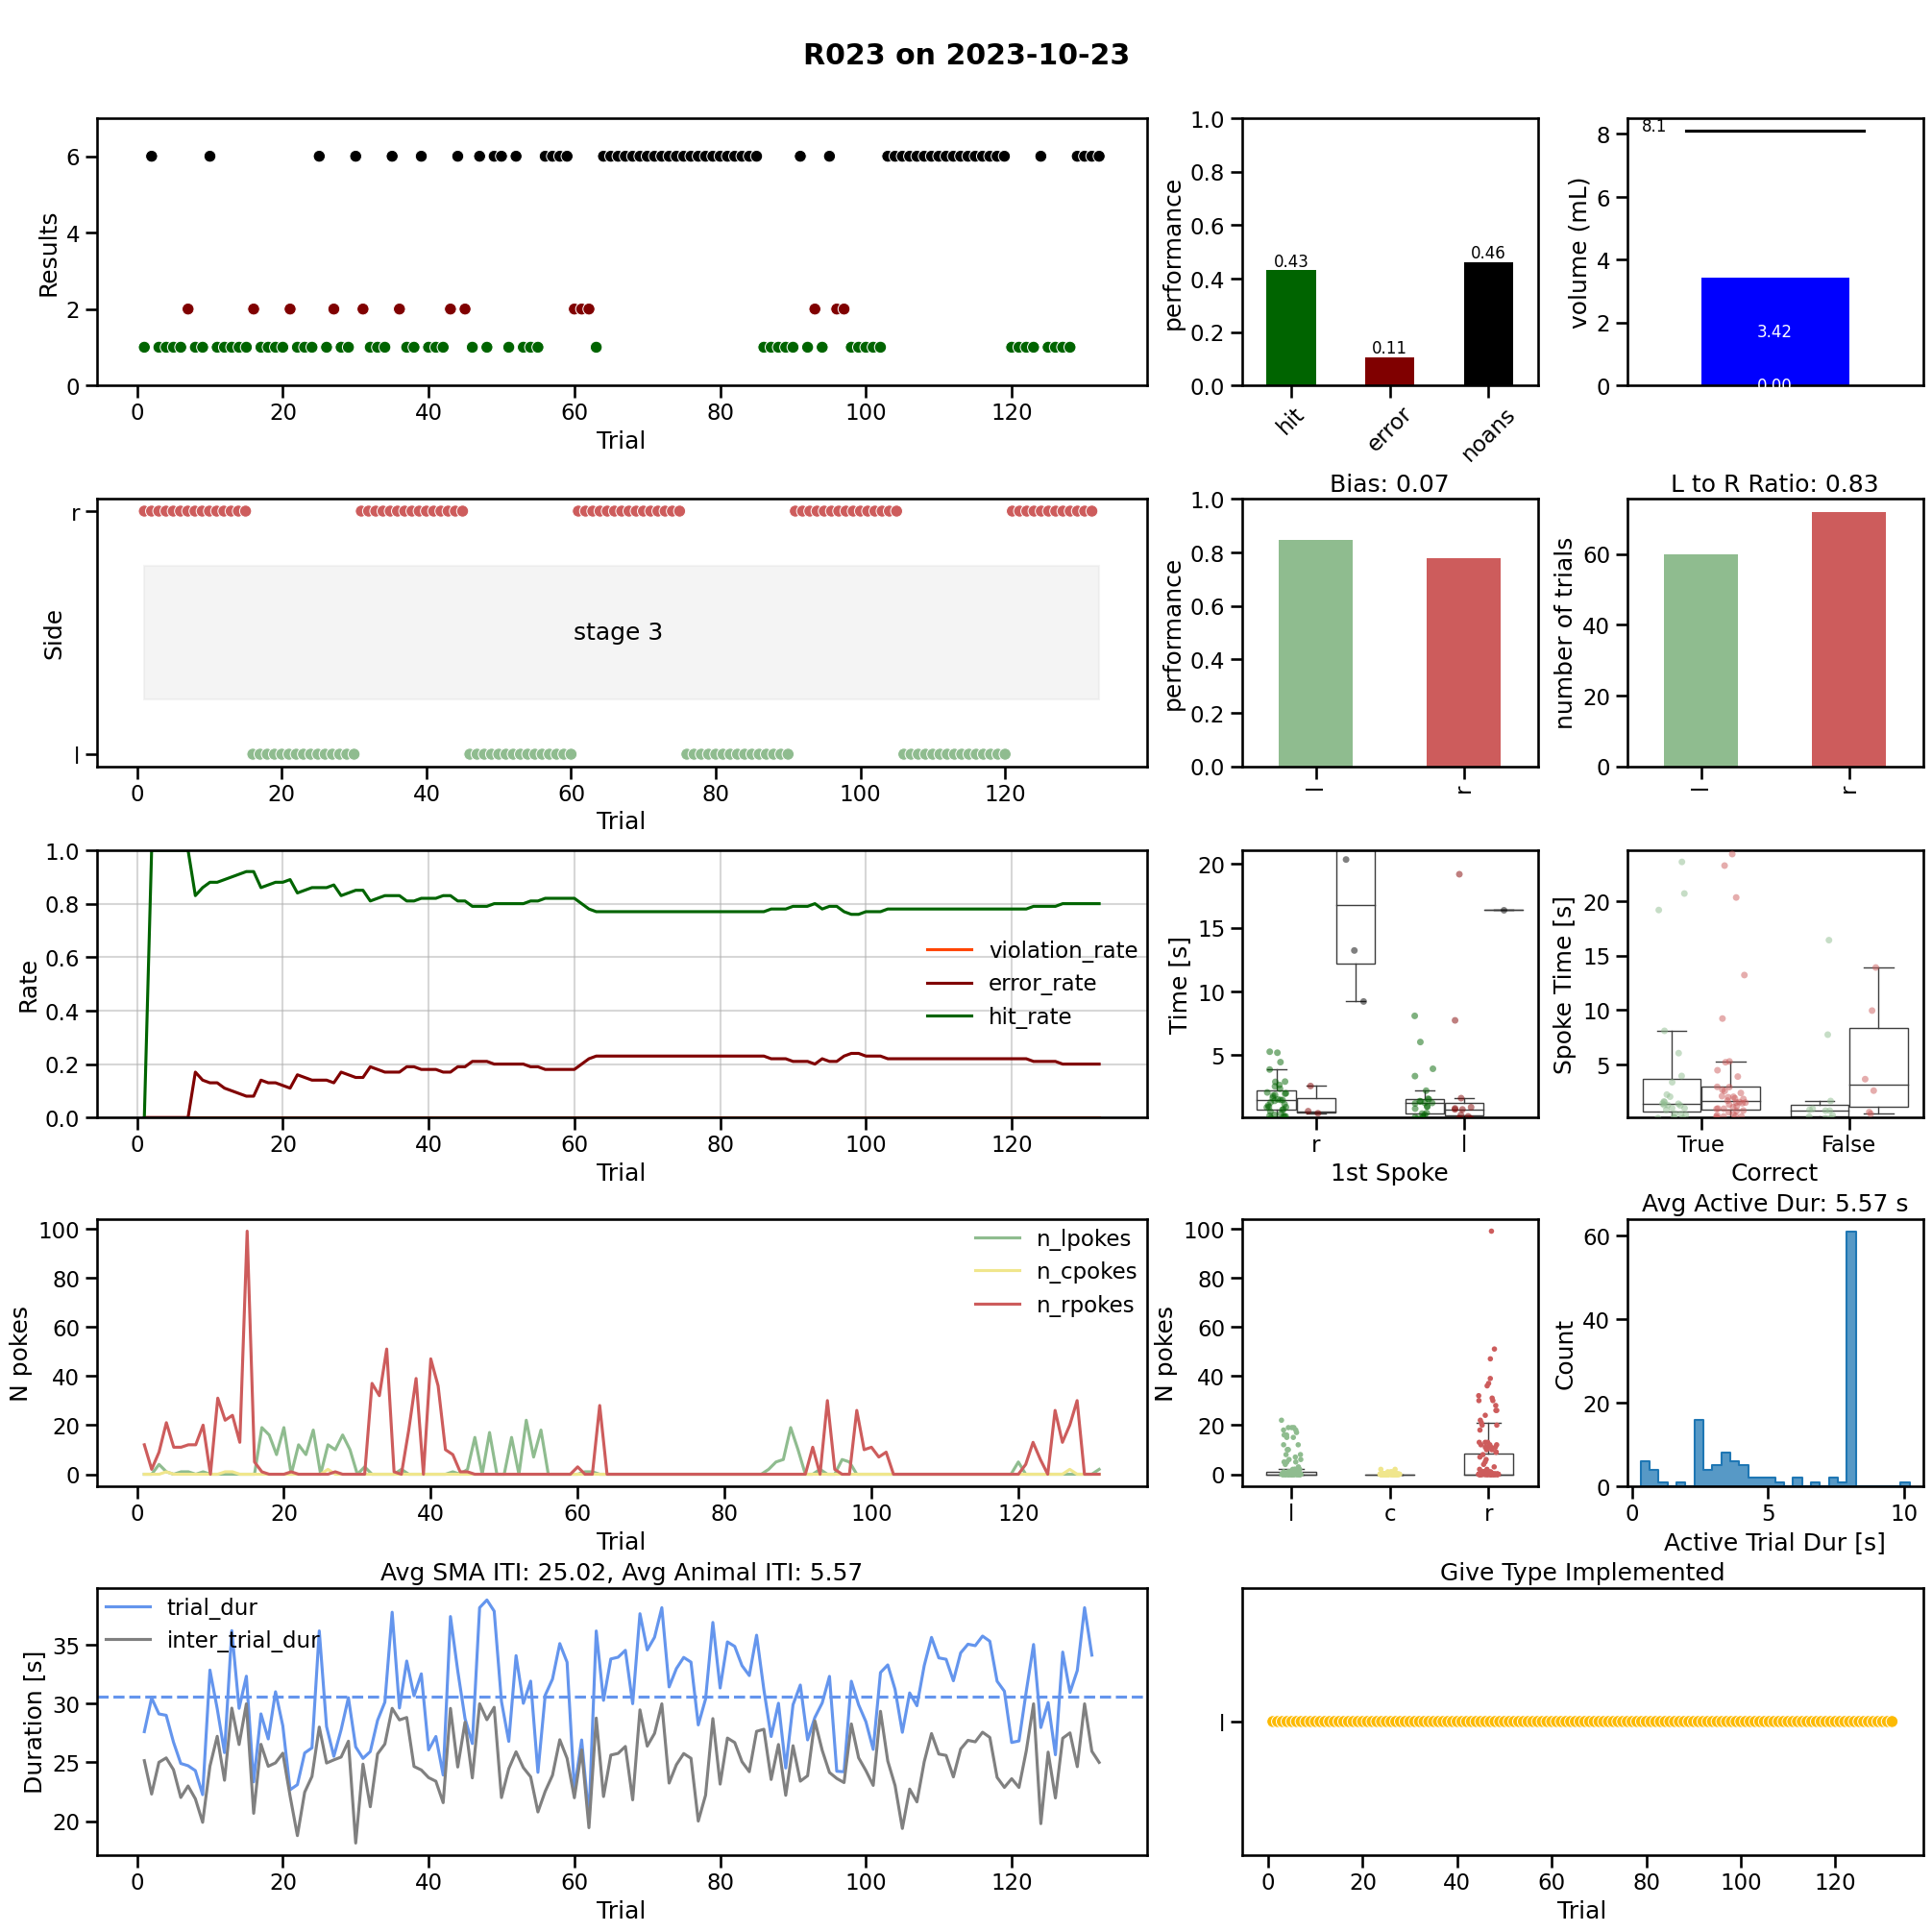 R023 on 2023-10-23
Results
6
4
2
0
0 20 40 60 80 100 120
Trial
performance
1.0
0.8
0.6
0.4
0.2
0.0
0.43
0.11
0.46
hit error noans
volume (mL)
8
6
4
2
0
8.1
3.42
0.00
Side
r
l
stage 3
0 20 40 60 80 100 120
Trial
Bias: 0.07
performance
1.0
0.8
0.6
0.4
0.2
0.0
l r
L to R Ratio: 0.83
number of trials
60
40
20
0
l r
Rate
1.0
0.8
0.6
0.4
0.2
0.0
violation_rate
error_rate
hit_rate
0 20 40 60 80 100 120
Trial
Time [s]
20
15
10
5
r l
1st Spoke
Spoke Time [s]
20
15
10
5
True False
Correct
N pokes
100
80
60
40
20
0
n_lpokes
n_cpokes
n_rpokes
0 20 40 60 80 100 120
Trial
N pokes
100
80
60
40
20
0
l c r
Avg Active Dur: 5.57 s
Count
60
40
20
0
0 5 10
Active Trial Dur [s]
Avg SMA ITI: 25.02, Avg Animal ITI: 5.57
Duration [s]
35
30
25
20
trial_dur
inter_trial_dur
0 20 40 60 80 100 120
Trial
Give Type Implemented
l
0 20 40 60 80 100 120
Trial